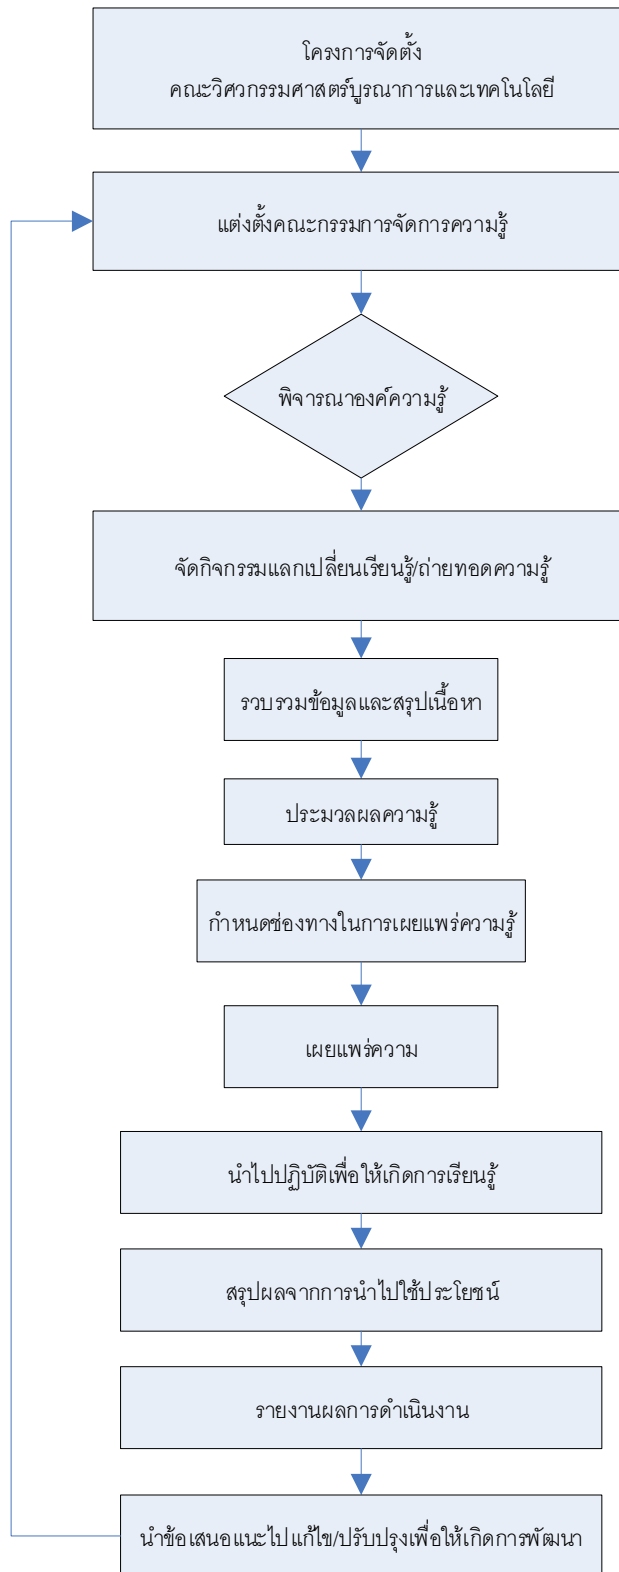 โครงการจัดตั้ง
คณะวิศวกรรมศาสตร์บูรณาการและเทคโนโลยี
แต่งตั้งคณะกรรมการจัดการความรู้
พิจารณาองค์ความรู้
จัดกิจกรรมแลกเปลี่ยนเรียนรู้/ถ่ายทอดความรู้
รวบรวมข้อมูลและสรุปเนื้อหา
ประมวลผลความรู้
กำหนดช่องทางในการเผยแพร่ความรู้
เผยแพร่ความ
นำไปปฏิบัติเพื่อให้เกิดการเรียนรู้
สรุปผลจากการนำไปใช้ประโยชน์
รายงานผลการดำเนินงาน
นำข้อเสนอแนะไปแก้ไข/ปรับปรุงเพื่อให้เกิดการพัฒนา